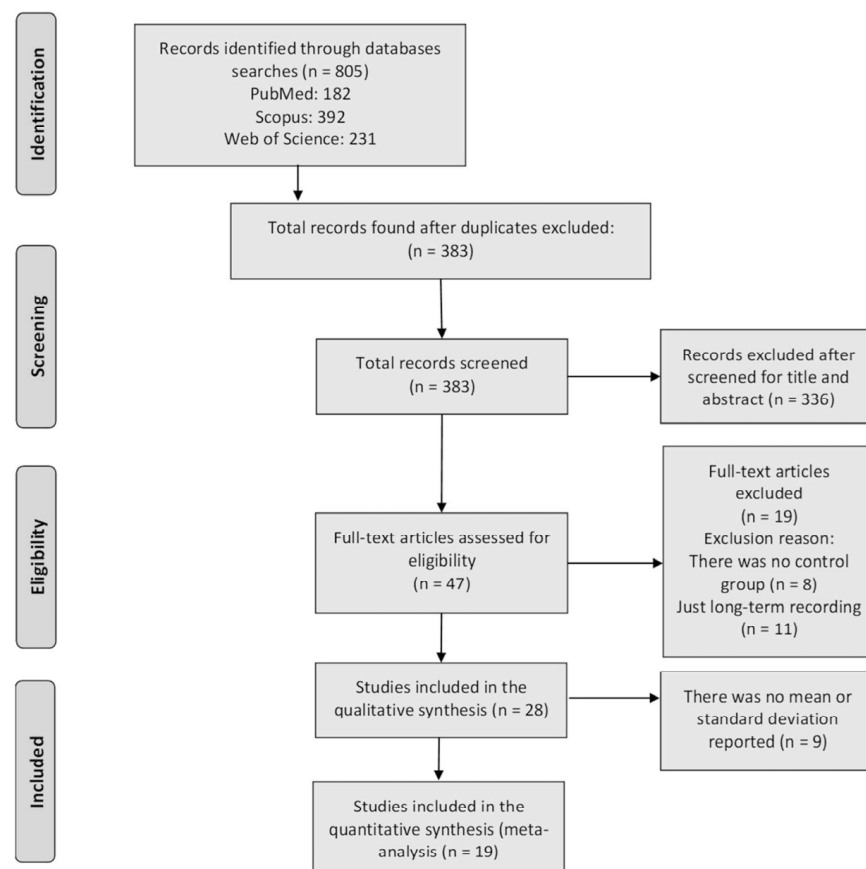 Identification
Records identified through databases
searches (n = 805)
PubMed: 182
Scopus: 392
Web of Science: 231
Total records found after duplicates excluded:
(n = 383)
Screening
Total records screened
(n = 383)
Records excluded after
screened for title and
abstract (n = 336)
Eligibility
Full-text articles assessed for
eligibility
(n = 47)
Full-text articles
excluded
(n = 19)
Exclusion reason:
There was no control
group (n = 8)
Just long-term recording
(n = 11)
Included
Studies included in the
qualitative synthesis (n = 28)
There was no mean or
standard deviation
reported (n = 9)
Studies included in the
quantitative synthesis (meta-
analysis (n = 19)